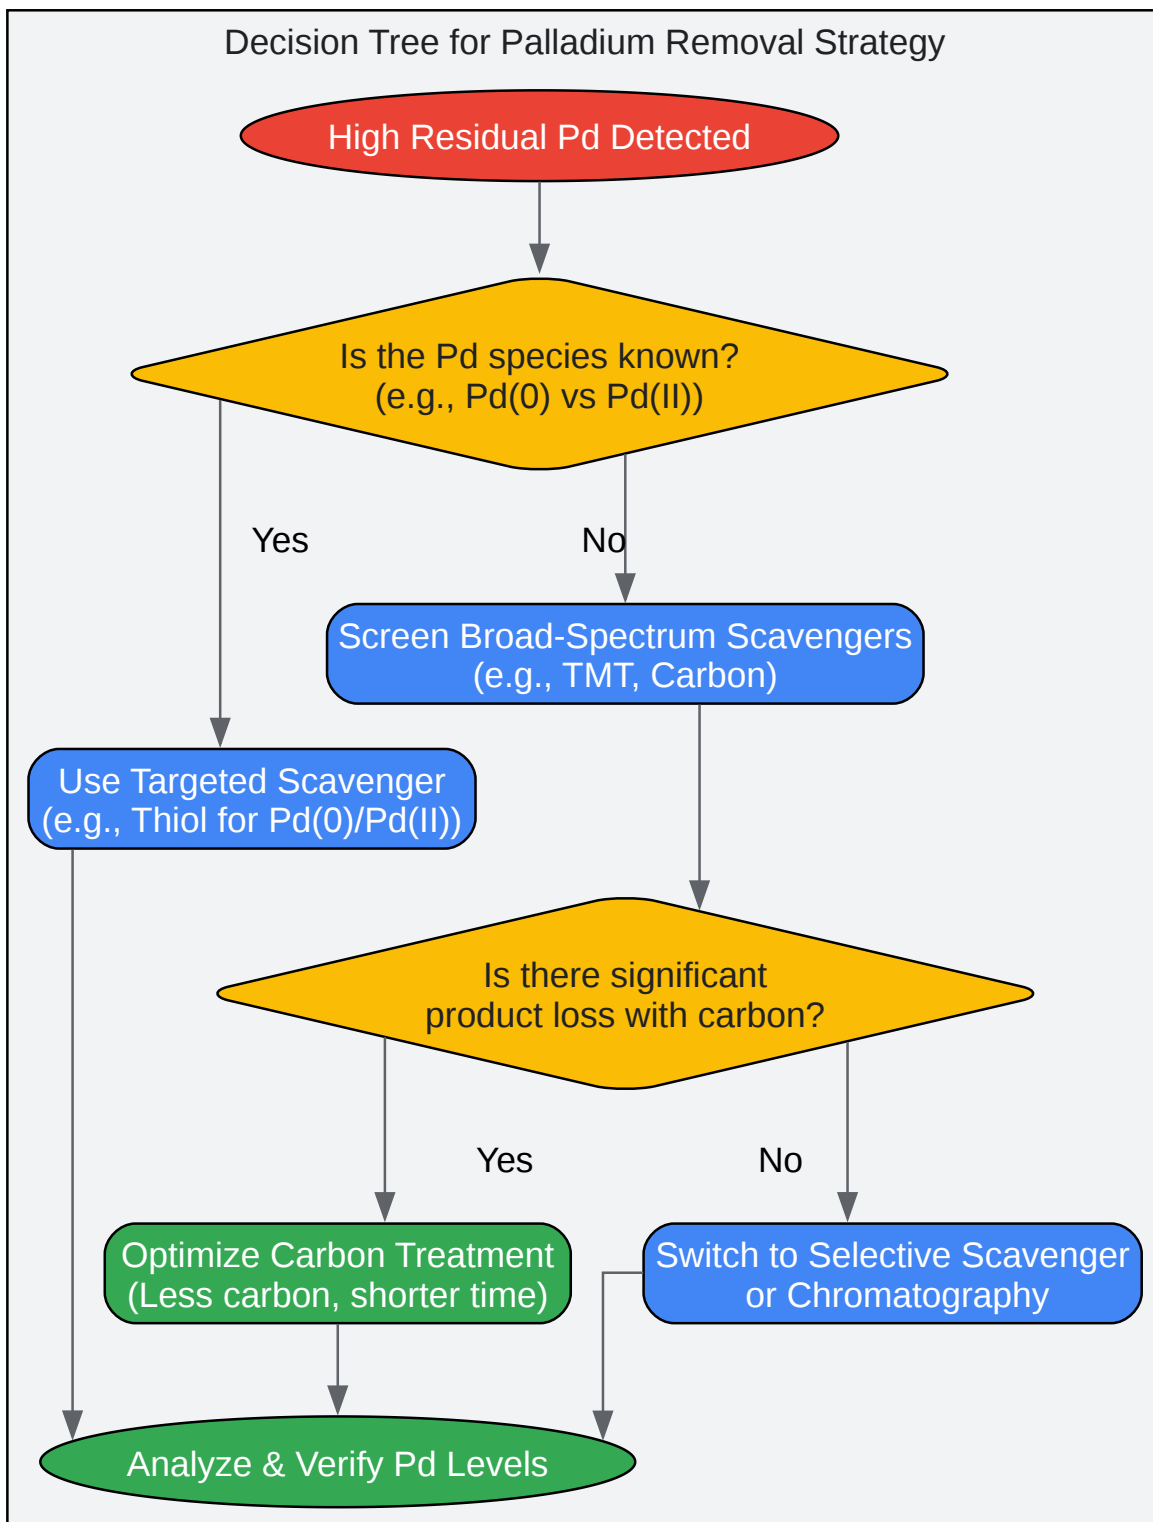 Decision Tree for Palladium Removal Strategy
High Residual Pd Detected
Is the Pd species known?
(e.g., Pd(0) vs Pd(II))
Yes
No
Screen Broad-Spectrum Scavengers
(e.g., TMT, Carbon)
Use Targeted Scavenger
(e.g., Thiol for Pd(0)/Pd(II))
Is there significant
product loss with carbon?
Yes
No
Optimize Carbon Treatment
(Less carbon, shorter time)
Switch to Selective Scavenger
or Chromatography
Analyze & Verify Pd Levels